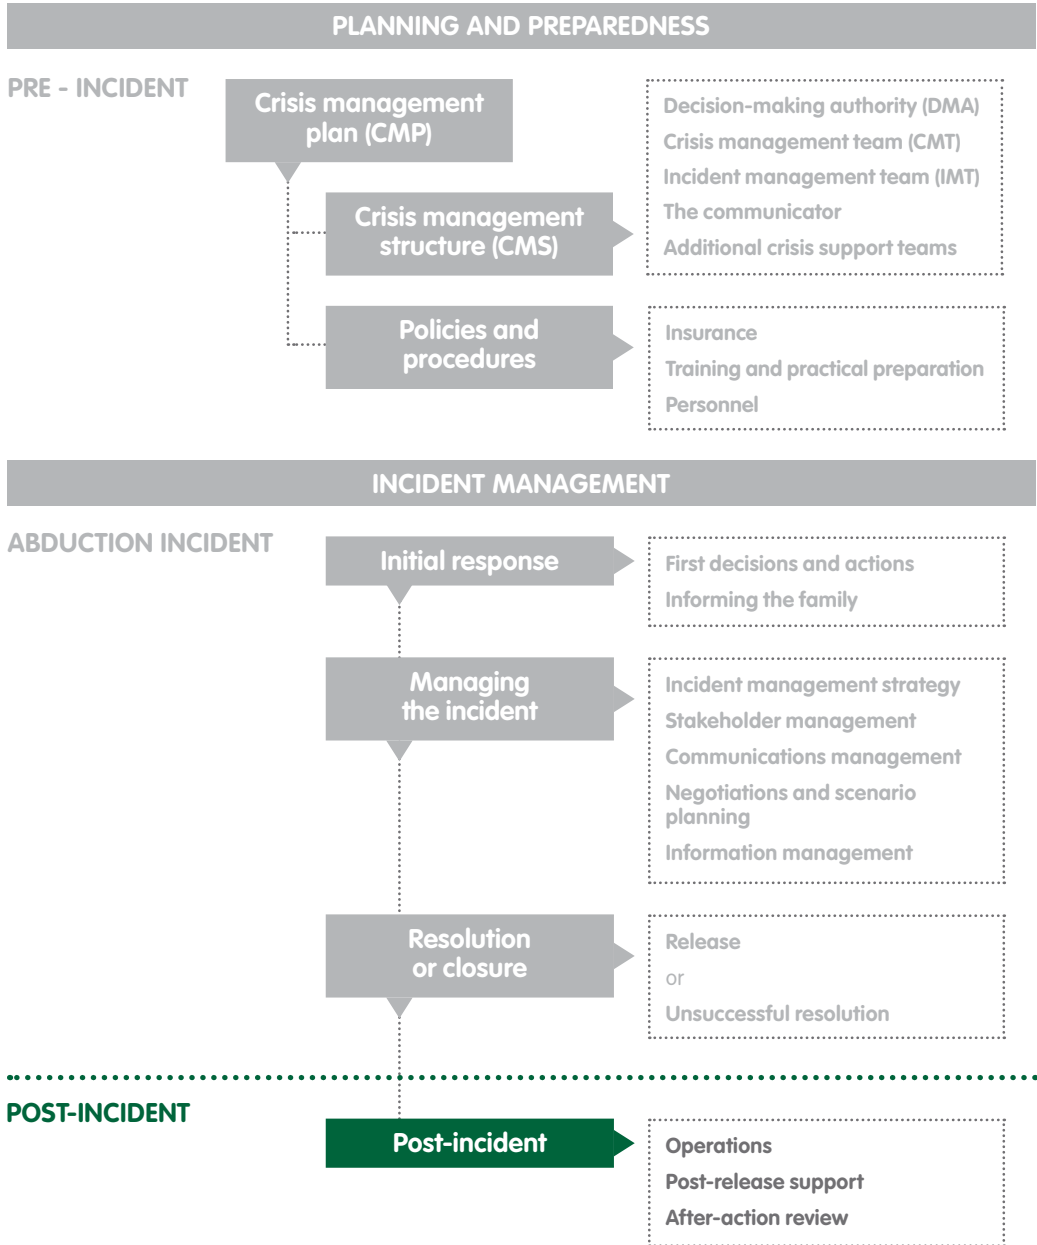 PLANNING AND PREPAREDNESS
PRE - INCIDENT
Crisis management
plan (CMP)
Crisis management
structure (CMS)
Decision-making authority (DMA)
Crisis management team (CMT)
Incident management team (IMT)
The communicator
Additional crisis support teams
Policies and
procedures
Insurance
Training and practical preparation
Personnel
INCIDENT MANAGEMENT
ABDUCTION INCIDENT
Initial response
First decisions and actions
Informing the family
Managing
the incident
Incident management strategy
Stakeholder management
Communications management
Negotiations and scenario
planning
Information management
Resolution
or closure
Release
or
Unsuccessful resolution
POST-INCIDENT
Post-incident
Operations
Post-release support
After-action review